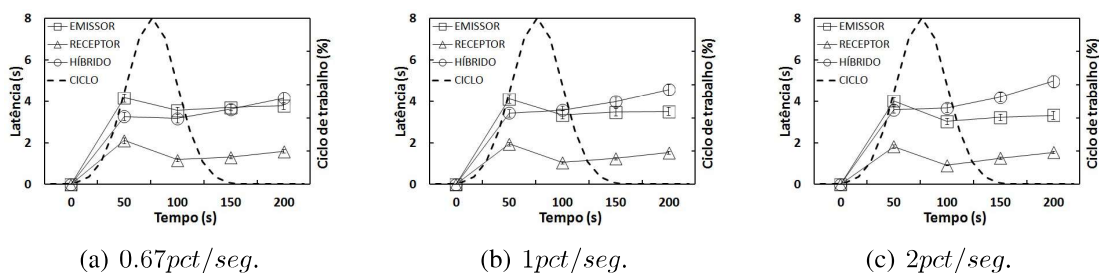 8
6
4
2
0
Latência (s)
EMISSOR
RECEPTOR
HÍBRIDO
CICLO
Ciclo de trabalho (%)
0 50 100 150 200
Tempo (s)
(a) 0.67pct/seg.
8
6
4
2
0
Latência (s)
EMISSOR
RECEPTOR
HÍBRIDO
CICLO
Ciclo de trabalho (%)
0 50 100 150 200
Tempo (s)
(b) 1pct/seg.
8
6
4
2
0
Latência (s)
EMISSOR
RECEPTOR
HÍBRIDO
CICLO
Ciclo de trabalho (%)
0 50 100 150 200
Tempo (s)
(c) 2pct/seg.